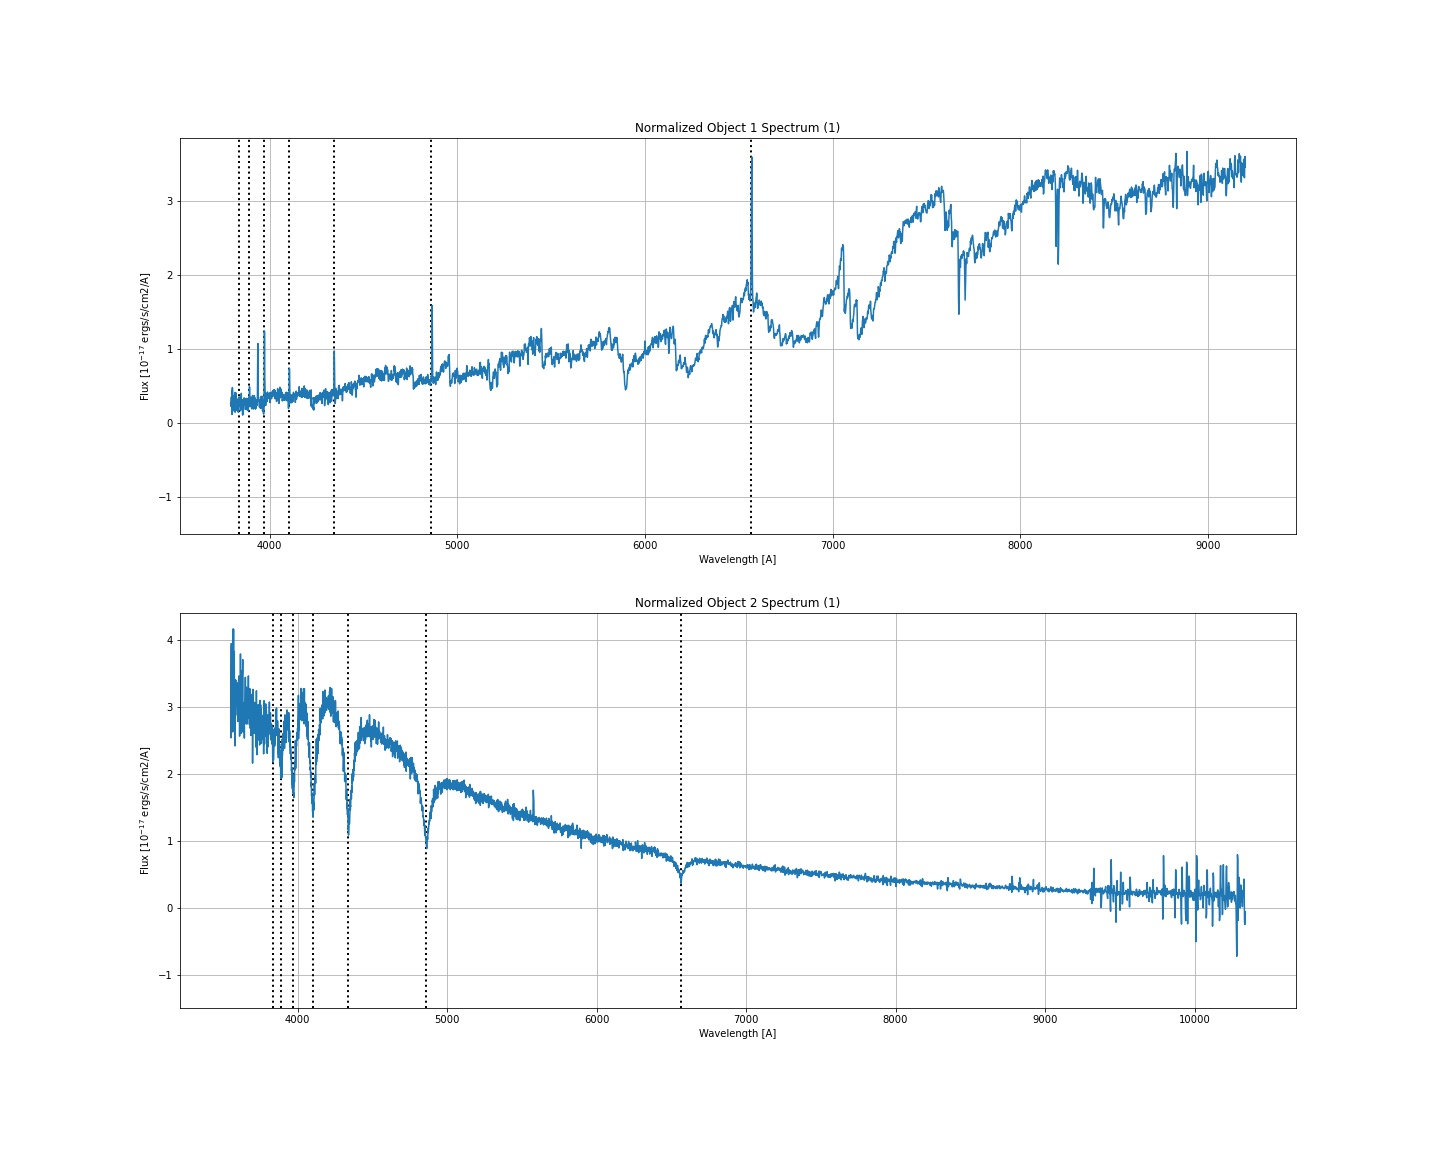 Normalized Object 1 Spectrum (1)
Flux [10⁻¹⁷ ergs/s/cm2/A]
3
2
1
0
−1
4000 5000 6000 7000 8000 9000
Wavelength [A]
Normalized Object 2 Spectrum (1)
Flux [10⁻¹⁷ ergs/s/cm2/A]
4
3
2
1
0
−1
4000 5000 6000 7000 8000 9000 10000
Wavelength [A]